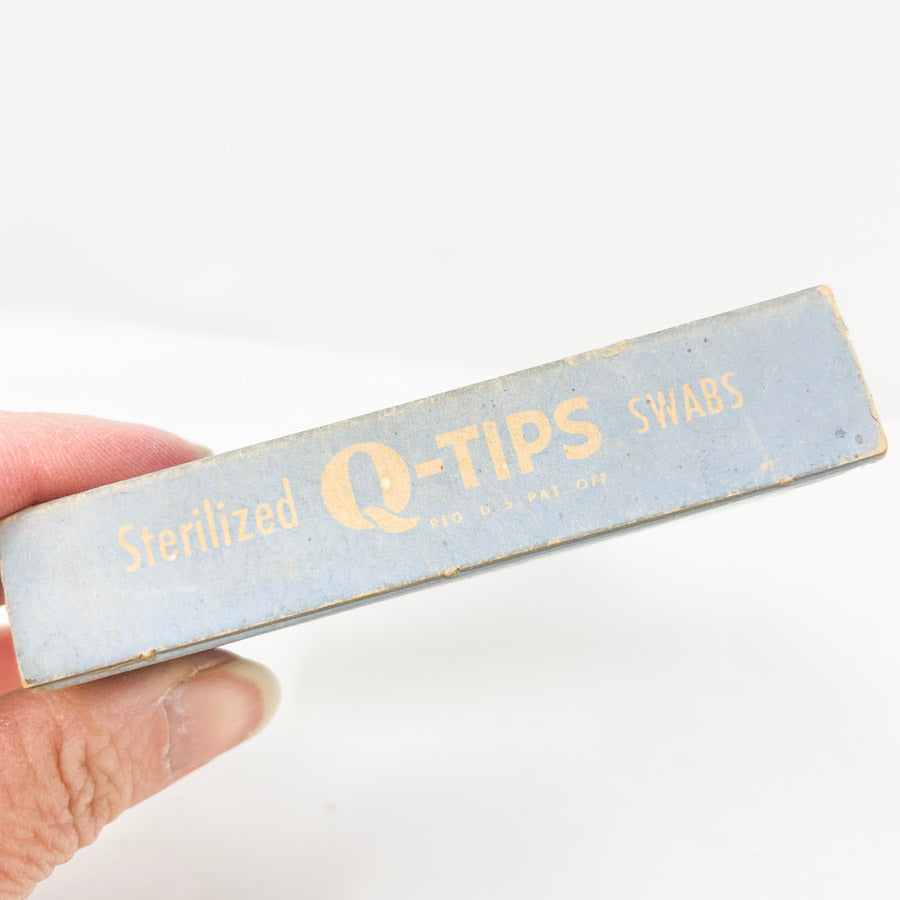 Sterilized Q-TIPS SWABS
REG. U.S. PAT. OFF.